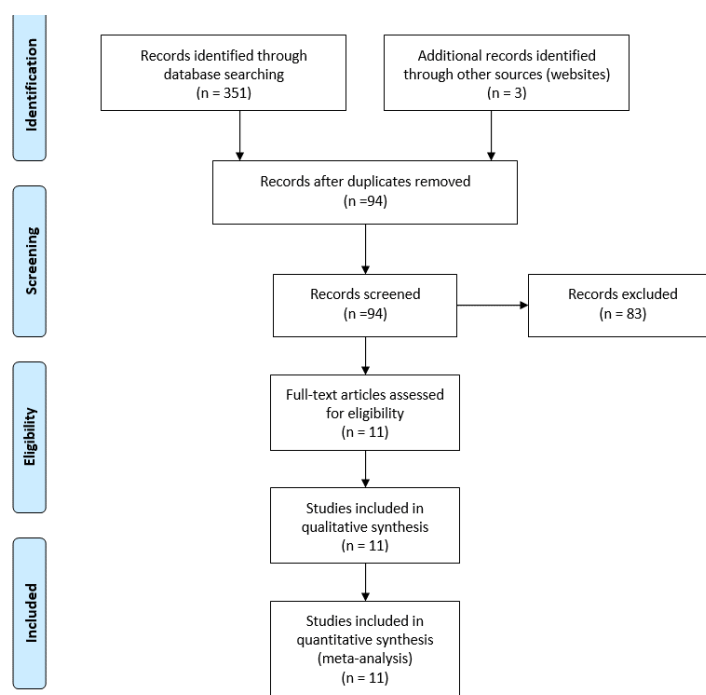 Identification
Records identified through
database searching
(n = 351)
Additional records identified
through other sources (websites)
(n = 3)
Records after duplicates removed
(n =94)
Screening
Records screened
(n =94)
Records excluded
(n = 83)
Eligibility
Full-text articles assessed
for eligibility
(n = 11)
Studies included in
qualitative synthesis
(n = 11)
Included
Studies included in
quantitative synthesis
(meta-analysis)
(n = 11)